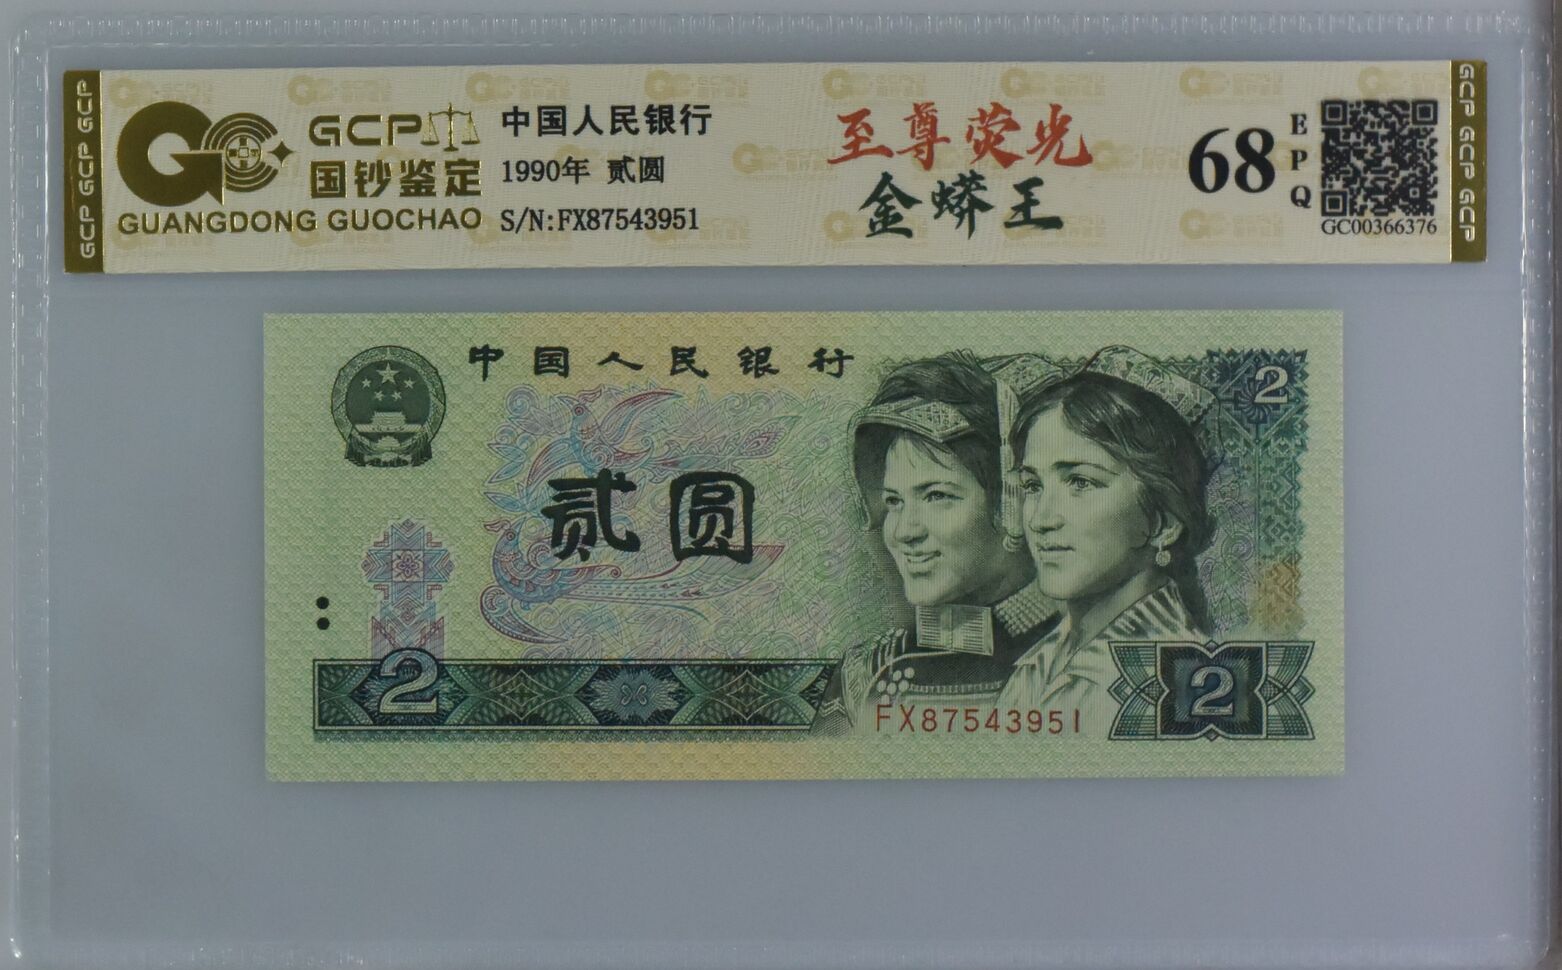 GCP GCP GCP
GCP
国钞鉴定
GUANGDONG GUOCHAO
中国人民银行
1990年 贰圆
S/N:FX87543951
至尊荧光
金蟒王
68
EPQ
GC00366376
GCP GCP GCP
中国人民银行
2
贰圆
2
FX87543951
2